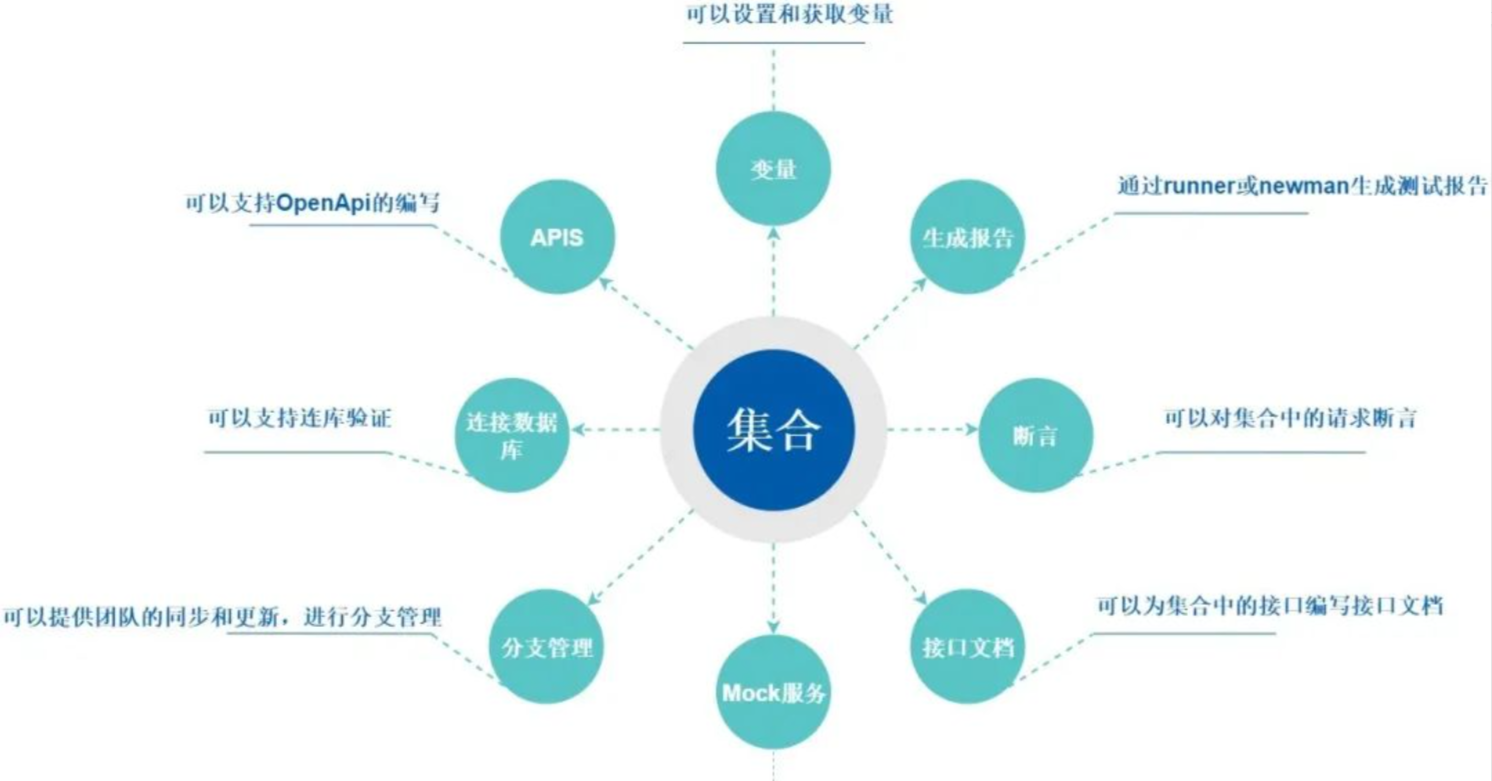 可以设置和获取变量
变量
通过runner或newman生成测试报告
可以支持OpenApi的编写
APIS
生成报告
集合
可以支持连库验证
连接数据
库
断言
可以对集合中的请求断言
可以提供团队的同步和更新，进行分支管理
分支管理
Mock服务
接口文档
可以为集合中的接口编写接口文档